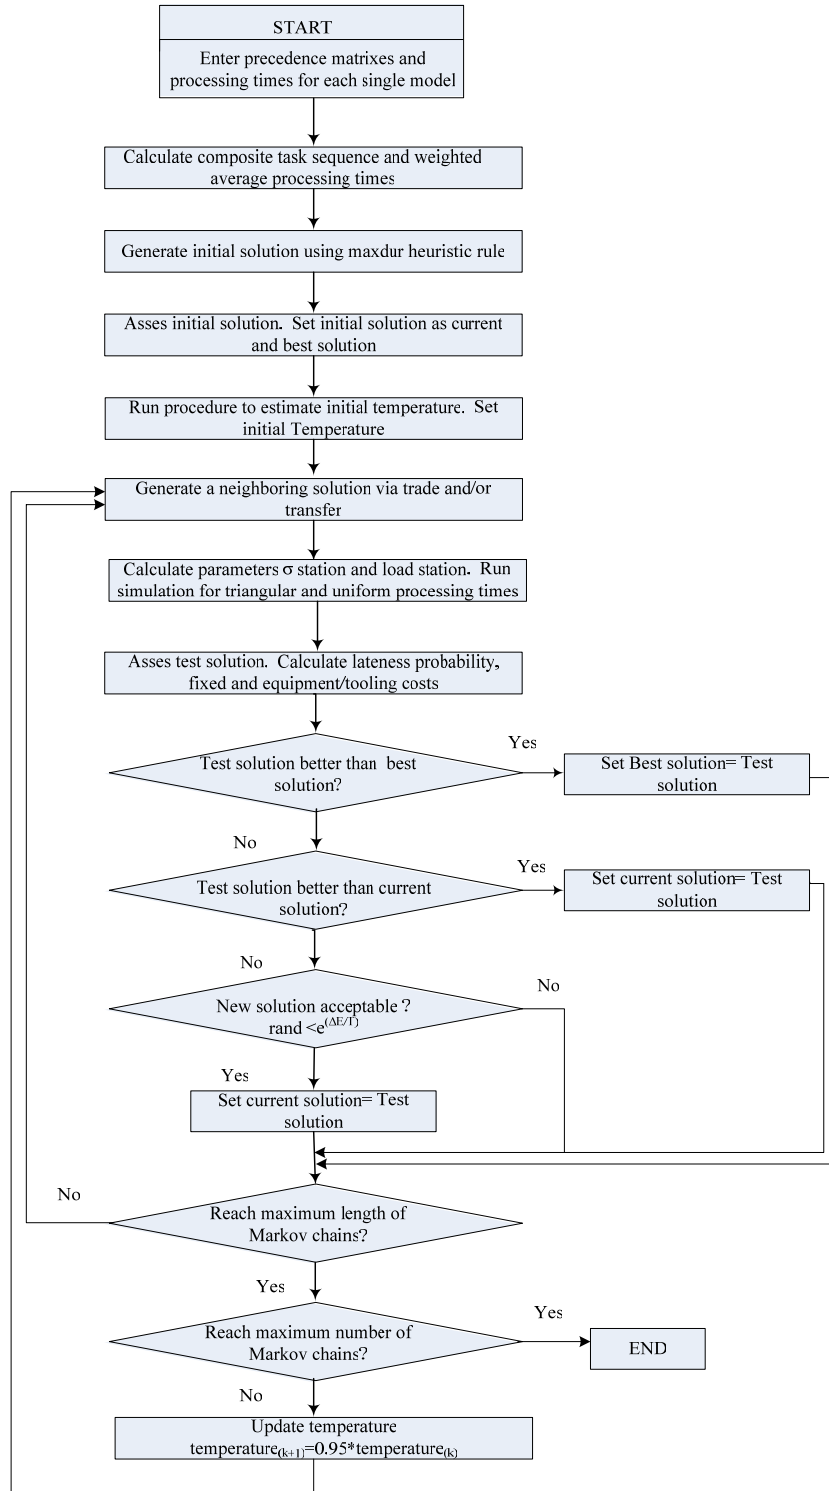 START
Enter precedence matrixes and
processing times for each single model
Calculate composite task sequence and weighted
average processing times
Generate initial solution using maxdur heuristic rule
Asses initial solution. Set initial solution as current
and best solution
Run procedure to estimate initial temperature. Set
initial Temperature
Generate a neighboring solution via trade and/or
transfer
Calculate parameters σ station and load station. Run
simulation for triangular and uniform processing times
Asses test solution. Calculate lateness probability,
fixed and equipment/tooling costs
Test solution better than best
solution?
Yes
Set Best solution= Test
solution
No
Test solution better than current
solution?
Yes
Set current solution= Test
solution
No
New solution acceptable ?
rand <e(ΔE/T)
No
Yes
Set current solution= Test
solution
No
Reach maximum length of
Markov chains?
Yes
Reach maximum number of
Markov chains?
Yes
END
No
Update temperature
temperature(k+1)=0.95*temperature(k)